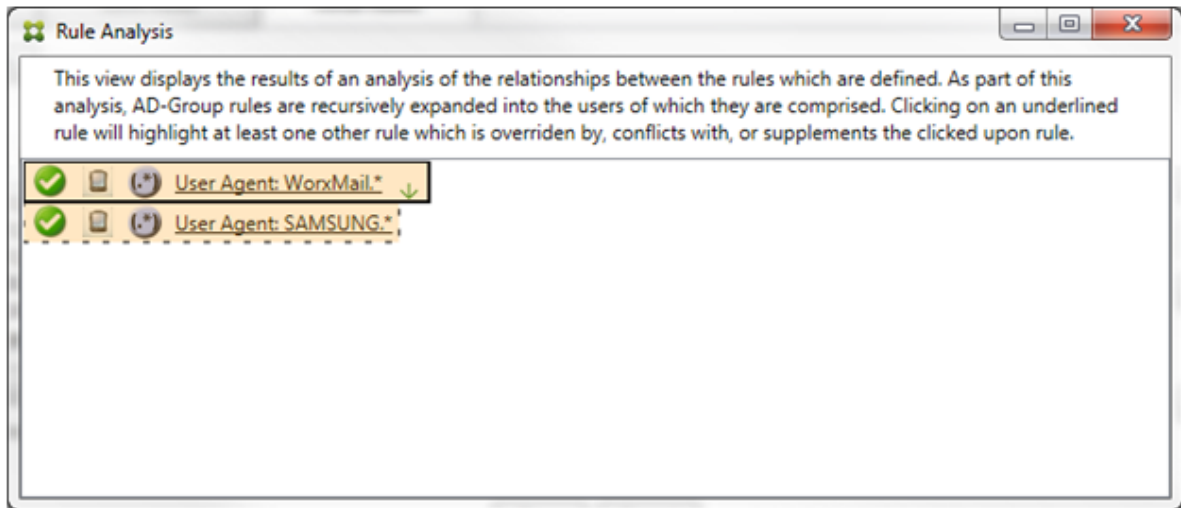 Rule Analysis
This view displays the results of an analysis of the relationships between the rules which are defined. As part of this
analysis, AD-Group rules are recursively expanded into the users of which they are comprised. Clicking on an underlined
rule will highlight at least one other rule which is overriden by, conflicts with, or supplements the clicked upon rule.
(.*) User Agent: WorxMail.*
(.*) User Agent: SAMSUNG.*